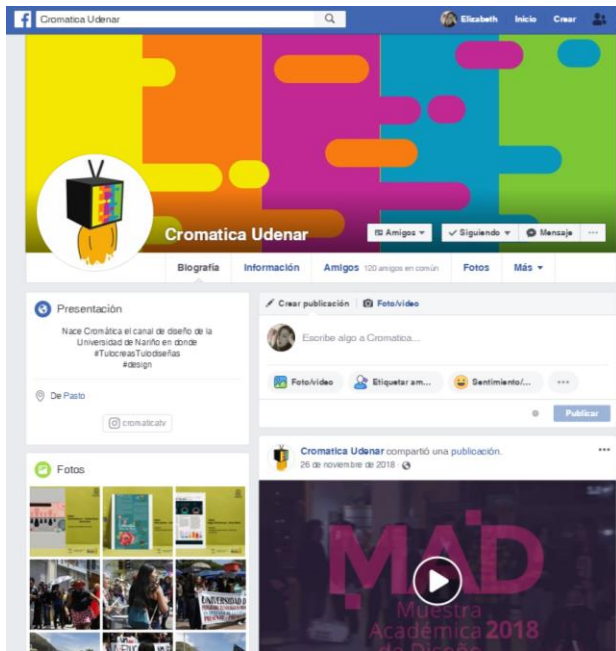 Cromatica Udenar
Elizabeth Inicio Crear
Cromatica Udenar
Amigos Siguiendo Mensaje ...
Biografía Información Amigos 120 amigos en común Fotos Más
Presentación
Nace Cromática el canal de diseño de la
Universidad de Nariño en donde
#TulocreasTulodiseñas
#design
De Pasto
cromaticatv
Fotos
Crear publicación Foto/video
Escribe algo a Cromatica...
Foto/video Etiquetar am... Sentimiento/... ...
Publicar
Cromatica Udenar compartió una publicación.
26 de noviembre de 2018
MAD
Muestra
Académica 2018
de Diseño
UNIVERSIDAD